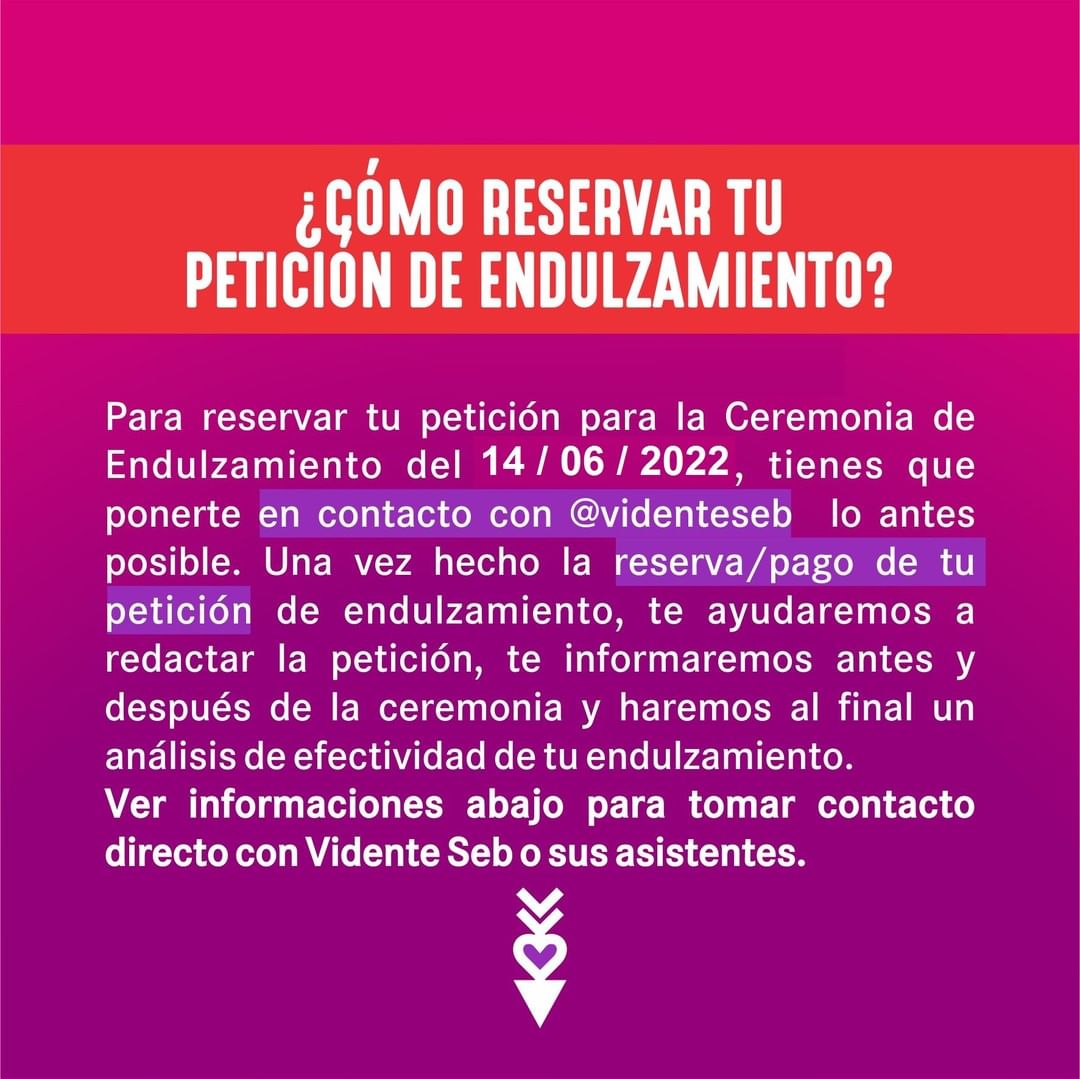 ¿CÓMO RESERVAR TU
PETICIÓN DE ENDULZAMIENTO?
Para reservar tu petición para la Ceremonia de
Endulzamiento del 14 / 06 / 2022, tienes que
ponerte en contacto con @videnteseb lo antes
posible. Una vez hecho la reserva/pago de tu
petición de endulzamiento, te ayudaremos a
redactar la petición, te informaremos antes y
después de la ceremonia y haremos al final un
análisis de efectividad de tu endulzamiento.
Ver informaciones abajo para tomar contacto
directo con Vidente Seb o sus asistentes.